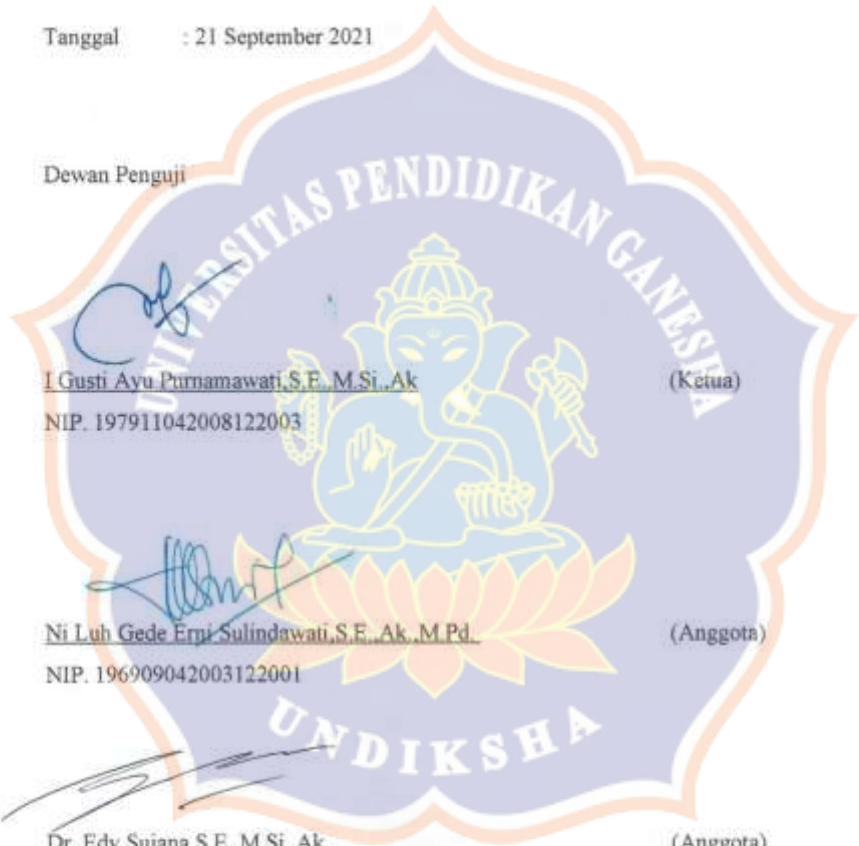 Tanggal : 21 September 2021
Dewan Penguji
UNIVERSITAS PENDIDIKAN GANESHA
I Gusti Ayu Purnamawati,S.E.,M.Si.,Ak (Ketua)
NIP. 197911042008122003
Ni Luh Gede Erni Sulindawati,S.E.,Ak.,M.Pd. (Anggota)
NIP. 196909042003122001
UNDIKSHA
Dr. Edy Sujana,S.E.,M.Si.,Ak (Anggota)